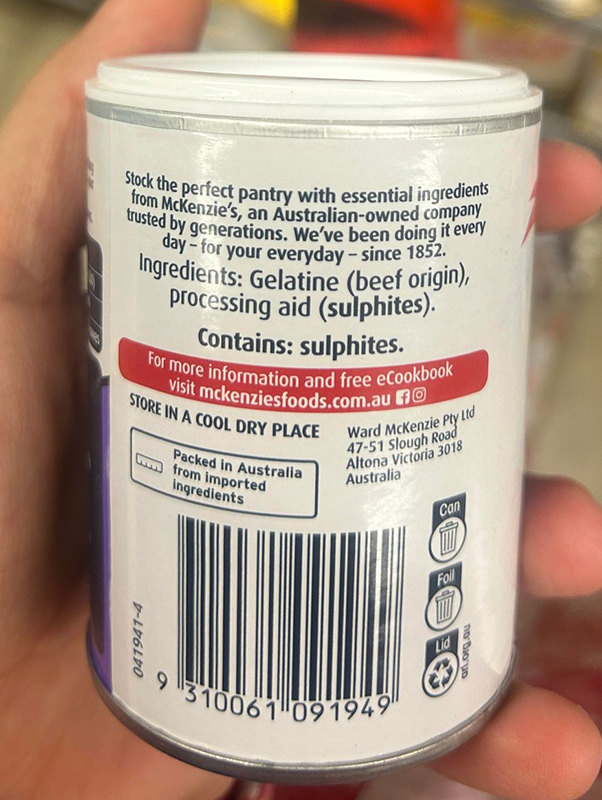 Stock the perfect pantry with essential ingredients
from McKenzie's, an Australian-owned company
trusted by generations. We've been doing it every
day – for your everyday – since 1852.
Ingredients: Gelatine (beef origin),
processing aid (sulphites).
Contains: sulphites.
For more information and free eCookbook
visit mckenziesfoods.com.au
STORE IN A COOL DRY PLACE
Ward McKenzie Pty Ltd
47-51 Slough Road
Altona Victoria 3018
Australia
Packed in Australia
from imported
ingredients
Can
Foil
Lid
041941-4
9 310061 091949